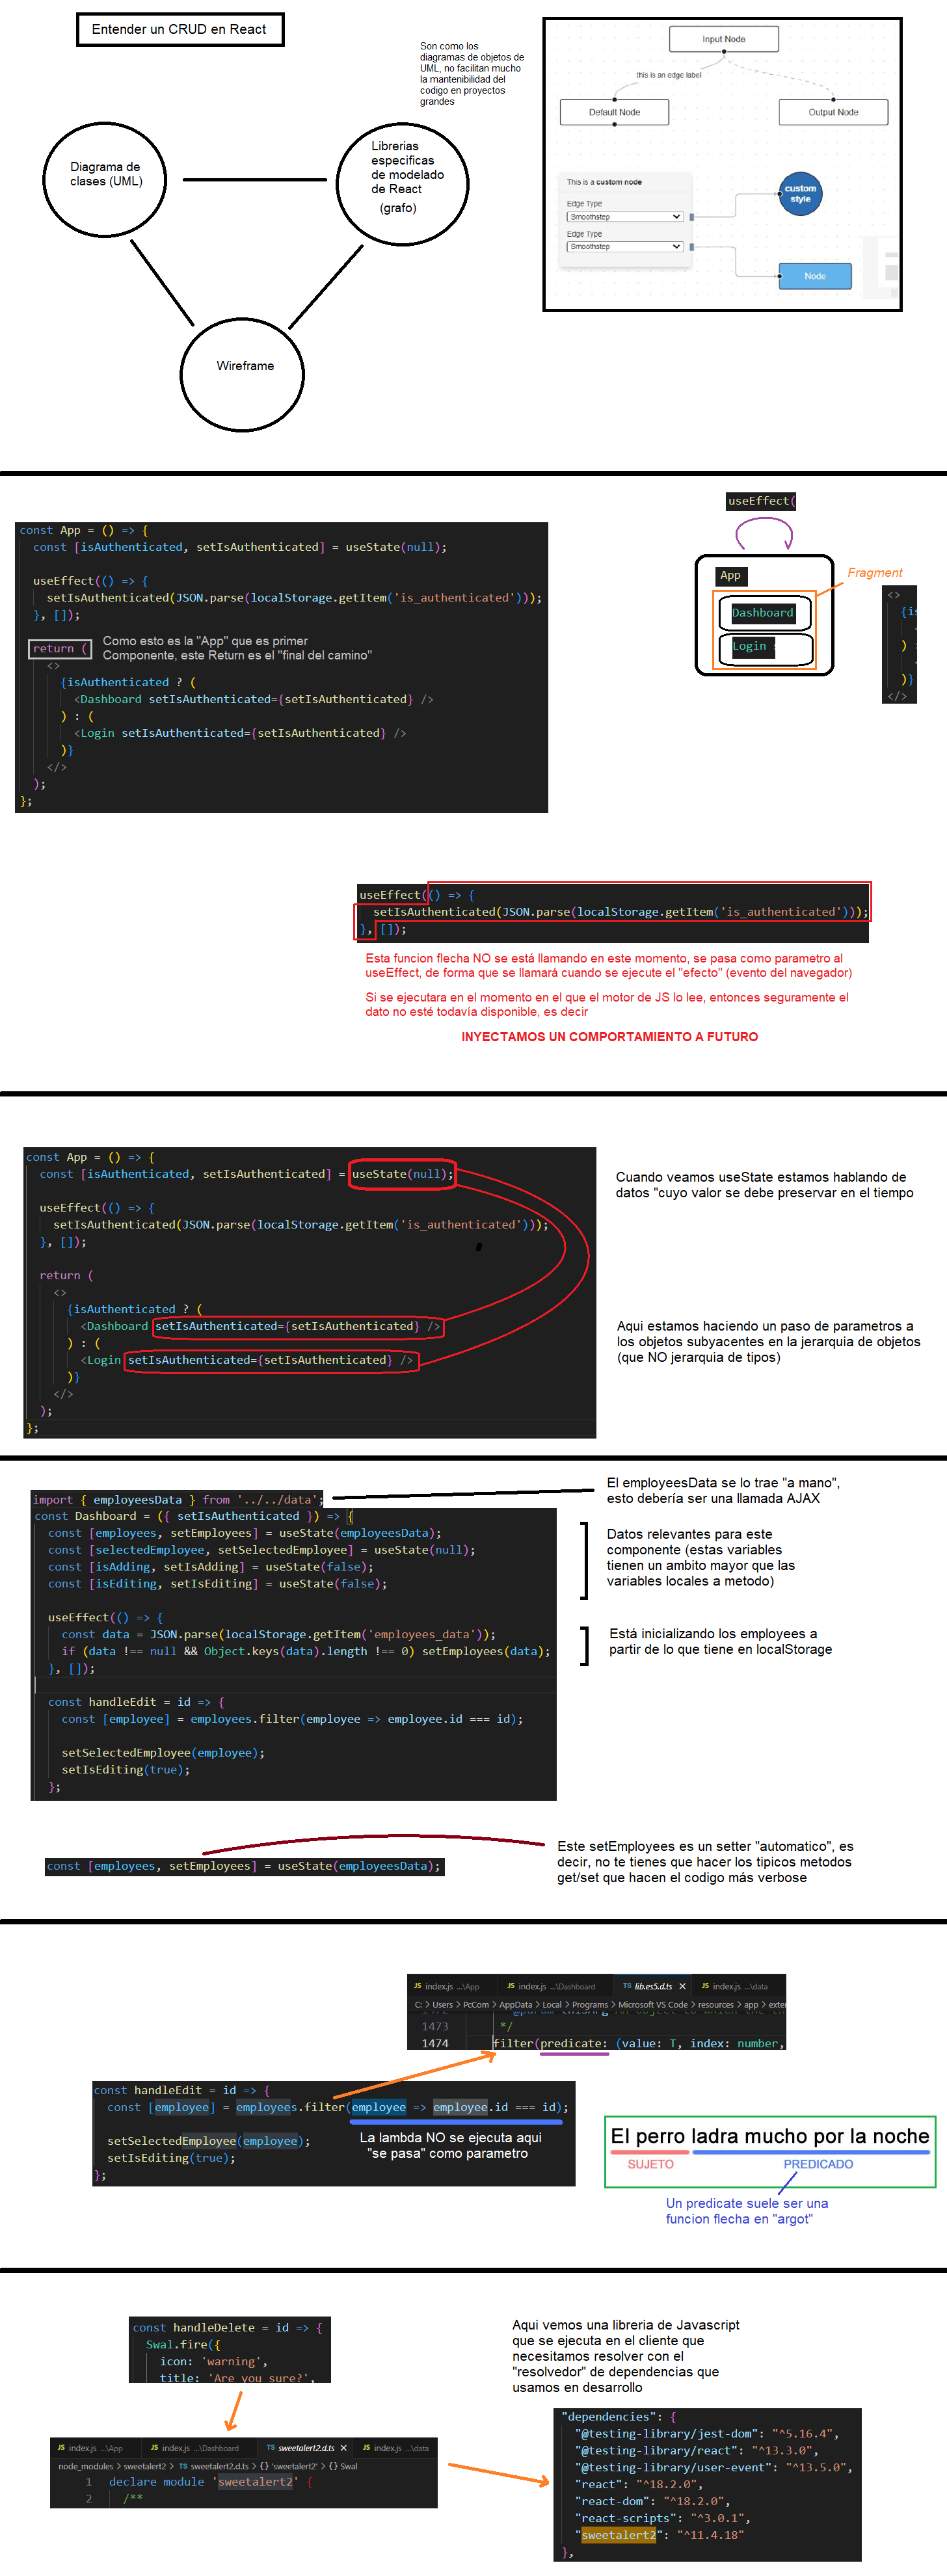 Entender un CRUD en React
Son como los
diagramas de objetos de
UML, no facilitan mucho
la mantenibilidad del
codigo en proyectos
grandes
Input Node
this is an edge label
Default Node
Output Node
This is a custom node
Edge Type
Smoothstep
Edge Type
Smoothstep
custom
style
Node
Diagrama de
clases (UML)
Librerias
especificas
de modelado
de React
(grafo)
Wireframe
const App = () => {
const [isAuthenticated, setIsAuthenticated] = useState(null);
useEffect(() => {
setIsAuthenticated(JSON.parse(localStorage.getItem('is_authenticated')));
}, []);
return (
Como esto es la "App" que es primer
Componente, este Return es el "final del camino"
<>
{isAuthenticated ? (
<Dashboard setIsAuthenticated={setIsAuthenticated} />
) : (
<Login setIsAuthenticated={setIsAuthenticated} />
)}
</>
);
};
useEffect(
App
Fragment
Dashboard
Login
<>
{is
)
)}
</>
useEffect(() => {
setIsAuthenticated(JSON.parse(localStorage.getItem('is_authenticated')));
}, []);
Esta funcion flecha NO se está llamando en este momento, se pasa como parametro al
useEffect, de forma que se llamará cuando se ejecute el "efecto" (evento del navegador)
Si se ejecutara en el momento en el que el motor de JS lo lee, entonces seguramente el
dato no esté todavía disponible, es decir
INYECTAMOS UN COMPORTAMIENTO A FUTURO
const App = () => {
const [isAuthenticated, setIsAuthenticated] = useState(null);
useEffect(() => {
setIsAuthenticated(JSON.parse(localStorage.getItem('is_authenticated')));
}, []);
return (
<>
{isAuthenticated ? (
<Dashboard setIsAuthenticated={setIsAuthenticated} />
) : (
<Login setIsAuthenticated={setIsAuthenticated} />
)}
</>
);
};
Cuando veamos useState estamos hablando de
datos "cuyo valor se debe preservar en el tiempo
Aqui estamos haciendo un paso de parametros a
los objetos subyacentes en la jerarquia de objetos
(que NO jerarquia de tipos)
import { employeesData } from '../../data';
const Dashboard = ({ setIsAuthenticated }) => {
const [employees, setEmployees] = useState(employeesData);
const [selectedEmployee, setSelectedEmployee] = useState(null);
const [isAdding, setIsAdding] = useState(false);
const [isEditing, setIsEditing] = useState(false);
useEffect(() => {
const data = JSON.parse(localStorage.getItem('employees_data'));
if (data !== null && Object.keys(data).length !== 0) setEmployees(data);
}, []);
const handleEdit = id => {
const [employee] = employees.filter(employee => employee.id === id);
setSelectedEmployee(employee);
setIsEditing(true);
};
El employeesData se lo trae "a mano",
esto debería ser una llamada AJAX
Datos relevantes para este
componente (estas variables
tienen un ambito mayor que las
variables locales a metodo)
Está inicializando los employees a
partir de lo que tiene en localStorage
const [employees, setEmployees] = useState(employeesData);
Este setEmployees es un setter "automatico", es
decir, no te tienes que hacer los tipicos metodos
get/set que hacen el codigo más verbose
JS index.js ...\App JS index.js ...\Dashboard TS lib.es5.d.ts × JS index.js ...\data
C: > Users > PcCom > AppData > Local > Programs > Microsoft VS Code > resources > app > exter
1473 */
1474 filter(predicate: (value: T, index: number,
const handleEdit = id => {
const [employee] = employees.filter(employee => employee.id === id);
setSelectedEmployee(employee);
setIsEditing(true);
};
La lambda NO se ejecuta aqui
"se pasa" como parametro
El perro ladra mucho por la noche
SUJETO PREDICADO
Un predicate suele ser una
funcion flecha en "argot"
const handleDelete = id => {
Swal.fire({
icon: 'warning',
title: 'Are you sure?',
Aqui vemos una libreria de Javascript
que se ejecuta en el cliente que
necesitamos resolver con el
"resolvedor" de dependencias que
usamos en desarrollo
JS index.js ...\App JS index.js ...\Dashboard TS sweetalert2.d.ts × JS index.js ...\data
node_modules > sweetalert2 > TS sweetalert2.d.ts > {} 'sweetalert2' > {} Swal
1 declare module 'sweetalert2' {
2 /**
"dependencies": {
"@testing-library/jest-dom": "^5.16.4",
"@testing-library/react": "^13.3.0",
"@testing-library/user-event": "^13.5.0",
"react": "^18.2.0",
"react-dom": "^18.2.0",
"react-scripts": "^3.0.1",
"sweetalert2": "^11.4.18"
},